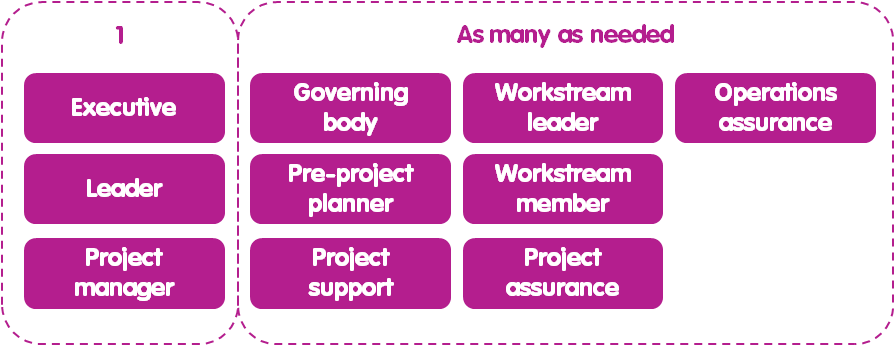 1
As many as needed
Executive
Governing
body
Workstream
leader
Operations
assurance
Leader
Pre-project
planner
Workstream
member
Project
manager
Project
support
Project
assurance